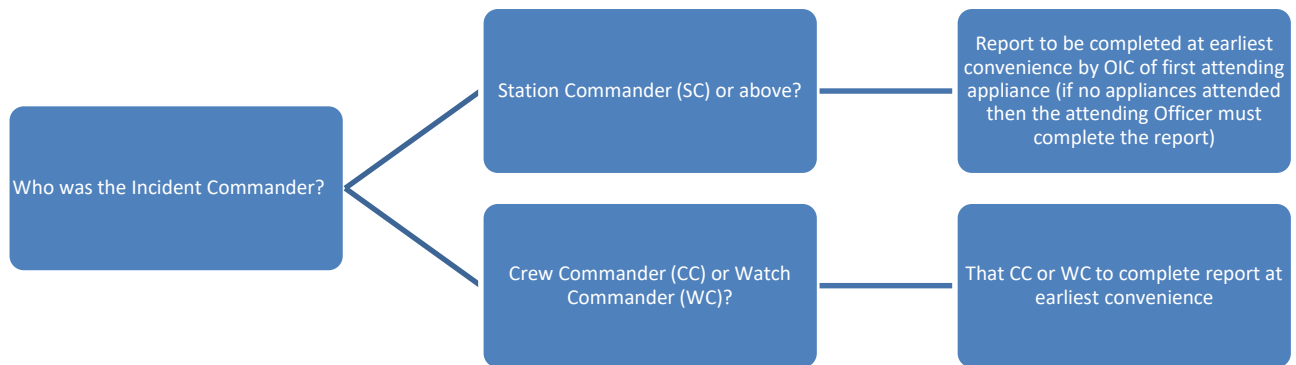 Who was the Incident Commander?
Station Commander (SC) or above?
Report to be completed at earliest
convenience by OIC of first attending
appliance (if no appliances attended
then the attending Officer must
complete the report)
Crew Commander (CC) or Watch
Commander (WC)?
That CC or WC to complete report at
earliest convenience